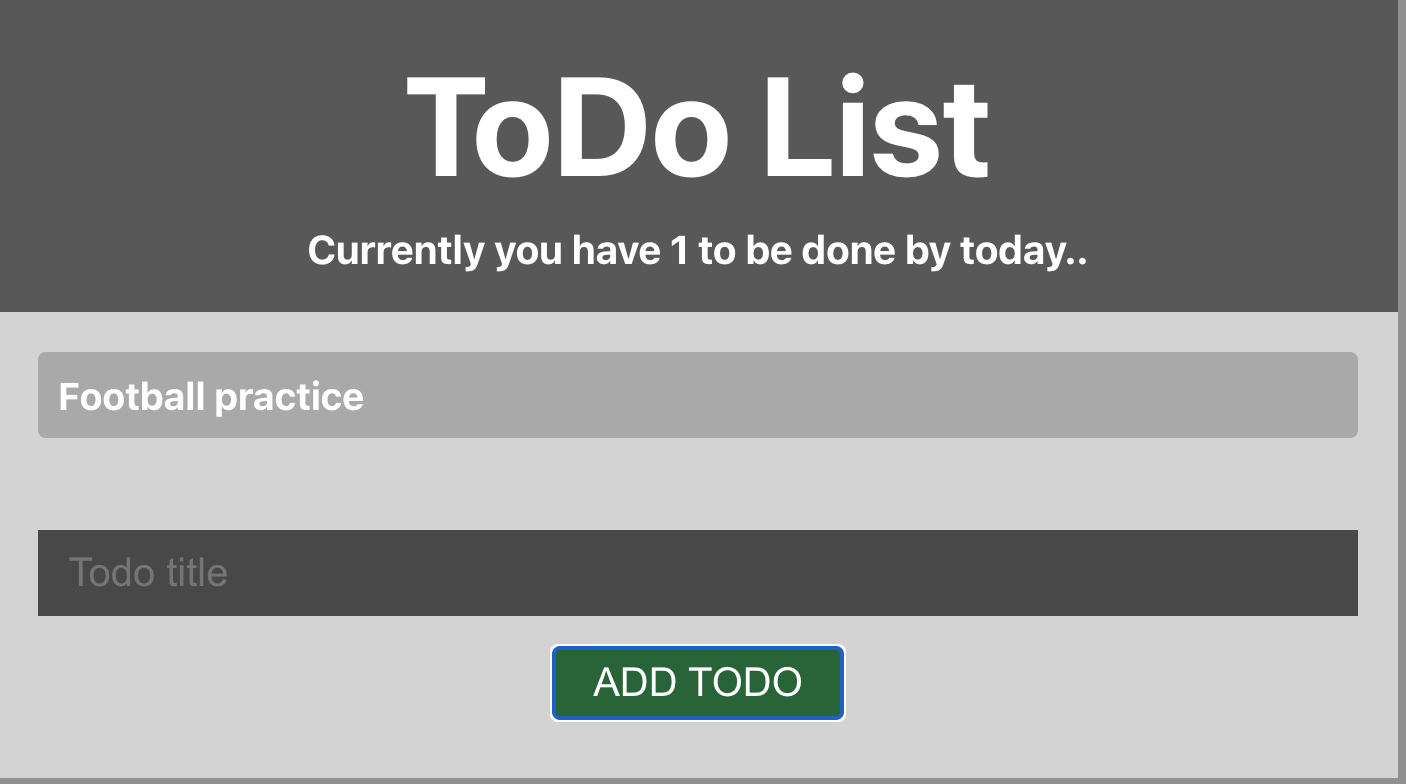 ToDo List
Currently you have 1 to be done by today..
Football practice
Todo title
ADD TODO